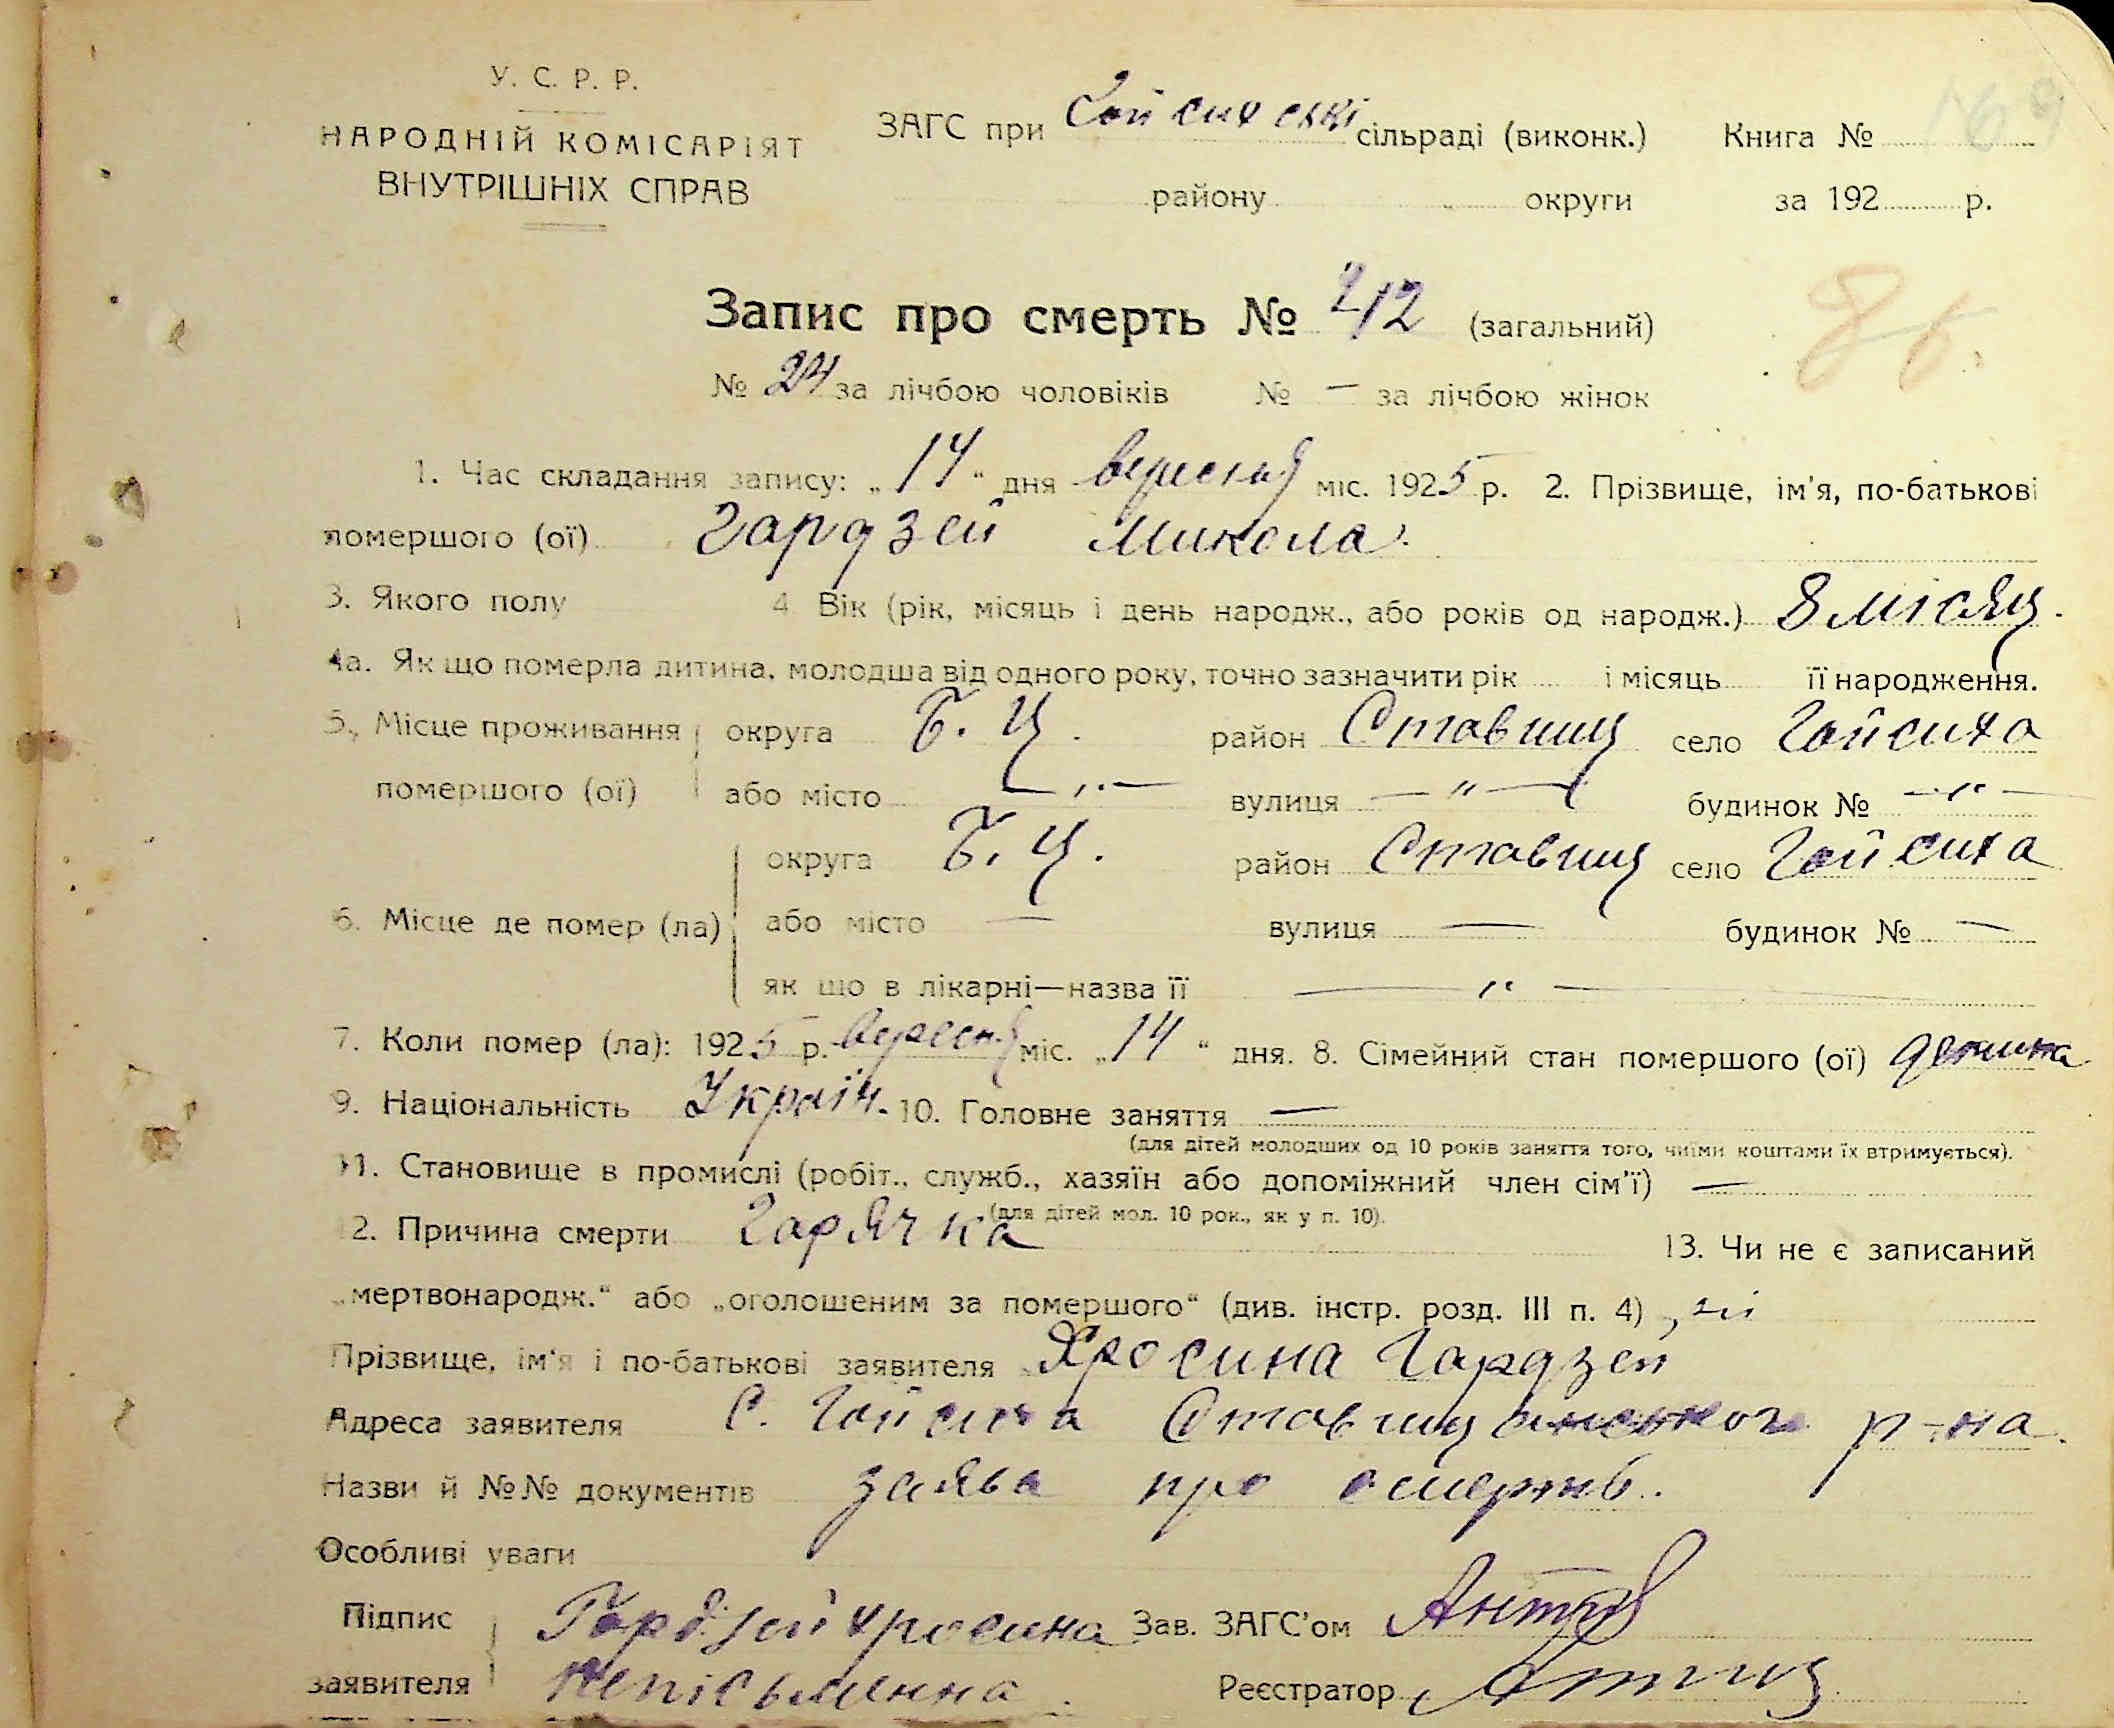 У. С. Р. Р.
НАРОДНІЙ КОМІСАРІЯТ
ВНУТРІШНІХ СПРАВ
ЗАГС при Гойсихскі сільраді (виконк.) Книга №
району округи за 192 р.
Запис про смерть № 212 (загальний)
№ 24 за лічбою чоловіків № — за лічбою жінок
1. Час складання запису: „14“ дня вересня міс. 1925 р. 2. Прізвище, ім'я, по-батькові
помершого (ої) Гардзей Микола.
3. Якого полу 4 Вік (рік, місяць і день народж., або років од народж.) 8 місяц.
4а. Як що померла дитина, молодша від одного року, точно зазначити рік і місяць її народження.
5. Місце проживання округа Б. Ц. район Ставищ село Гойсиха
помершого (ої) або місто — „ — вулиця — „ — будинок № — „ —
округа Б. Ц. район Ставищ село Гойсиха
6. Місце де помер (ла) або місто — вулиця — будинок № —
як що в лікарні—назва її — „ —
7. Коли помер (ла): 1925 р. вересня міс. „14“ дня. 8. Сімейний стан помершого (ої) дитина
9. Національність Україн. 10. Головне заняття —
(для дітей молодших од 10 років заняття того, чиїми коштами їх втримується).
11. Становище в промислі (робіт., служб., хазяїн або допоміжний член сім'ї) —
(для дітей мол. 10 рок., як у п. 10).
12. Причина смерти Гарячка 13. Чи не є записаний
„мертвонародж.“ або „оголошеним за помершого“ (див. інстр. розд. III п. 4) ні
Прізвище, ім'я і по-батькові заявителя Хросина Гардзей
Адреса заявителя С. Гойсиха Ставищанського р-на.
Назви й №№ документів заява про смерть.
Особливі уваги
Підпис Гордзей Хросина Зав. ЗАГС'ом
заявителя непісьменна. Реєстратор